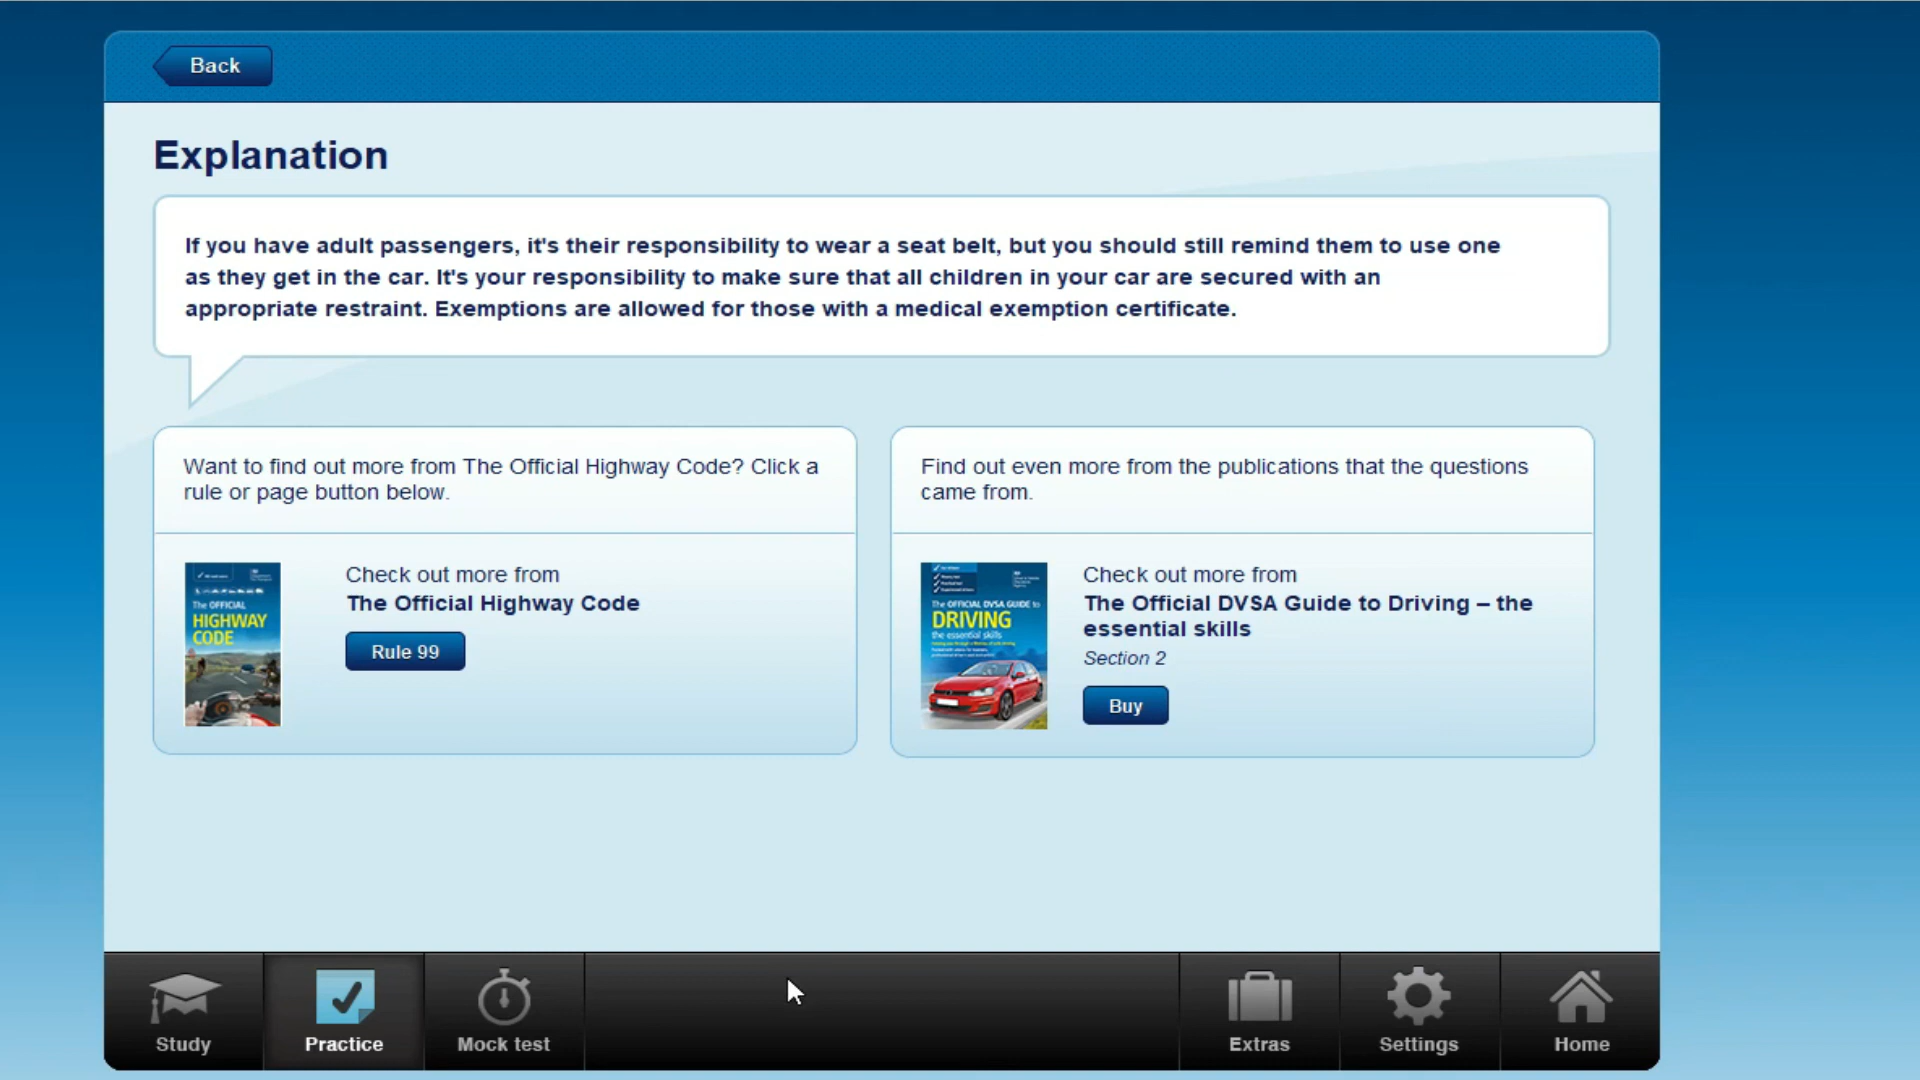 Back
Explanation
If you have adult passengers, it's their responsibility to wear a seat belt, but you should still remind them to use one
as they get in the car. It's your responsibility to make sure that all children in your car are secured with an
appropriate restraint. Exemptions are allowed for those with a medical exemption certificate.
Want to find out more from The Official Highway Code? Click a
rule or page button below.
The OFFICIAL
HIGHWAY
CODE
Check out more from
The Official Highway Code
Rule 99
Find out even more from the publications that the questions
came from.
The OFFICIAL DVSA GUIDE to
DRIVING
the essential skills
Check out more from
The Official DVSA Guide to Driving – the
essential skills
Section 2
Buy
Study
Practice
Mock test
Extras
Settings
Home